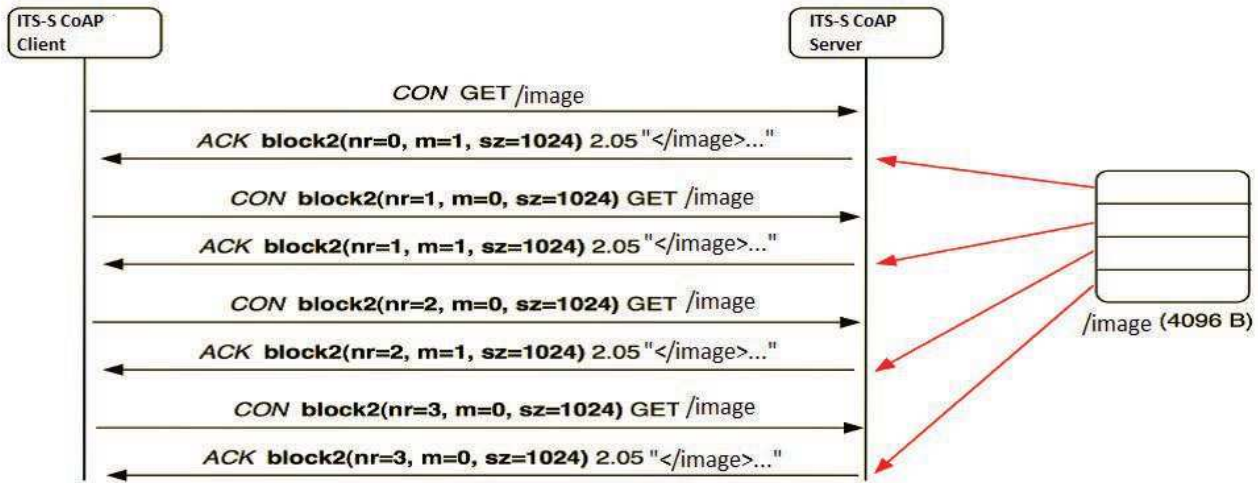 ITS-S CoAP
Client
ITS-S CoAP
Server
CON GET /image
ACK block2(nr=0, m=1, sz=1024) 2.05 "</image>..."
CON block2(nr=1, m=0, sz=1024) GET /image
ACK block2(nr=1, m=1, sz=1024) 2.05 "</image>..."
CON block2(nr=2, m=0, sz=1024) GET /image
/image (4096 B)
ACK block2(nr=2, m=1, sz=1024) 2.05 "</image>..."
CON block2(nr=3, m=0, sz=1024) GET /image
ACK block2(nr=3, m=0, sz=1024) 2.05 "</image>..."